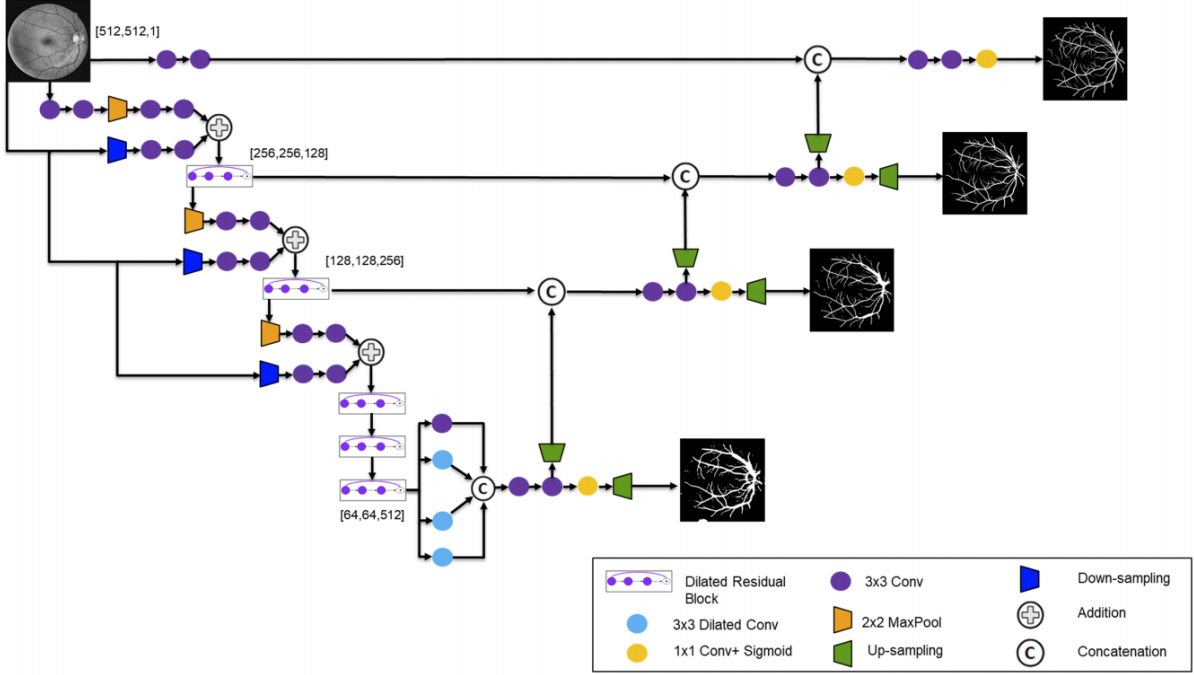 [512,512,1]
[256,256,128]
[128,128,256]
[64,64,512]
C
C
C
C
Dilated Residual
Block
3x3 Dilated Conv
1x1 Conv+ Sigmoid
3x3 Conv
2x2 MaxPool
Up-sampling
Down-sampling
Addition
C Concatenation